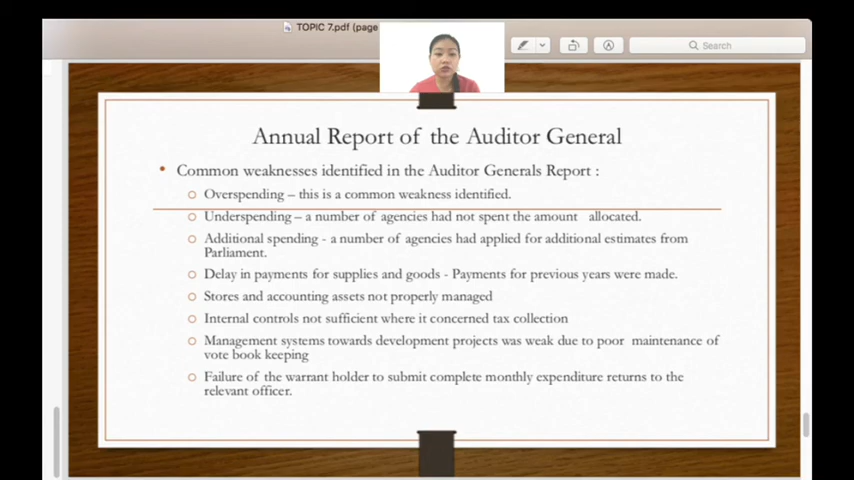 TOPIC 7.pdf (page
Search
Annual Report of the Auditor General
• Common weaknesses identified in the Auditor Generals Report :
○ Overspending – this is a common weakness identified.
○ Underspending – a number of agencies had not spent the amount allocated.
○ Additional spending - a number of agencies had applied for additional estimates from
Parliament.
○ Delay in payments for supplies and goods - Payments for previous years were made.
○ Stores and accounting assets not properly managed
○ Internal controls not sufficient where it concerned tax collection
○ Management systems towards development projects was weak due to poor maintenance of
vote book keeping
○ Failure of the warrant holder to submit complete monthly expenditure returns to the
relevant officer.